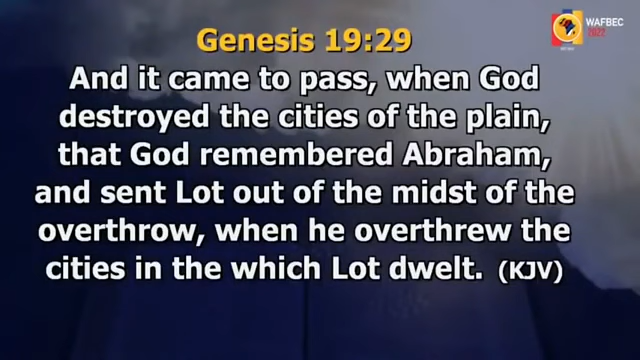 Genesis 19:29
WAFBEC
2022
And it came to pass, when God
destroyed the cities of the plain,
that God remembered Abraham,
and sent Lot out of the midst of the
overthrow, when he overthrew the
cities in the which Lot dwelt. (KJV)